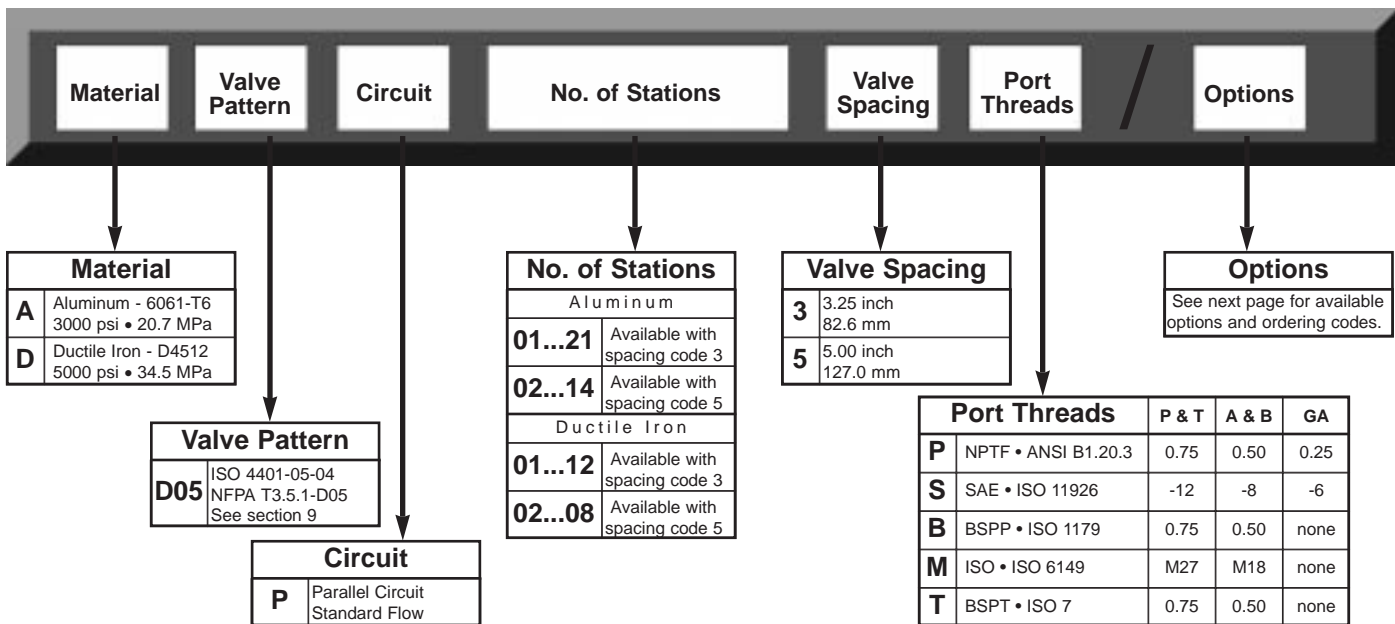 Material
Valve
Pattern
Circuit
No. of Stations
Valve
Spacing
Port
Threads
/
Options
Material
A Aluminum - 6061-T6
3000 psi • 20.7 MPa
D Ductile Iron - D4512
5000 psi • 34.5 MPa
Valve Pattern
D05 ISO 4401-05-04
NFPA T3.5.1-D05
See section 9
Circuit
P Parallel Circuit
Standard Flow
No. of Stations
Aluminum
01...21 Available with
spacing code 3
02...14 Available with
spacing code 5
Ductile Iron
01...12 Available with
spacing code 3
02...08 Available with
spacing code 5
Valve Spacing
3 3.25 inch
82.6 mm
5 5.00 inch
127.0 mm
Options
See next page for available
options and ordering codes.
Port Threads P & T A & B GA
P NPTF • ANSI B1.20.3 0.75 0.50 0.25
S SAE • ISO 11926 -12 -8 -6
B BSPP • ISO 1179 0.75 0.50 none
M ISO • ISO 6149 M27 M18 none
T BSPT • ISO 7 0.75 0.50 none